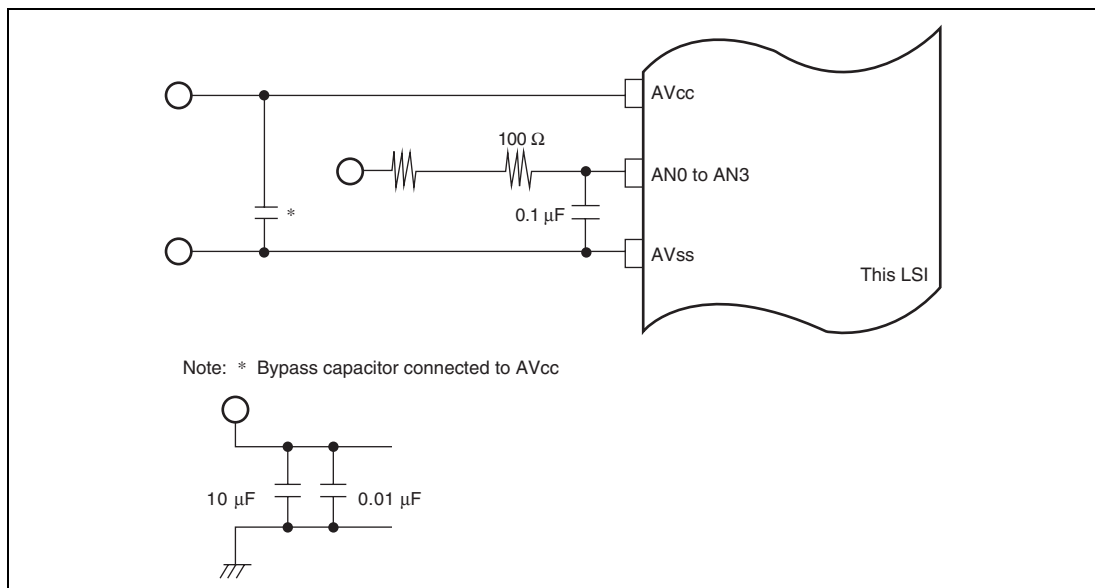 AVcc
100 Ω
AN0 to AN3
0.1 μF
*
AVss
This LSI
Note: * Bypass capacitor connected to AVcc
10 μF 0.01 μF